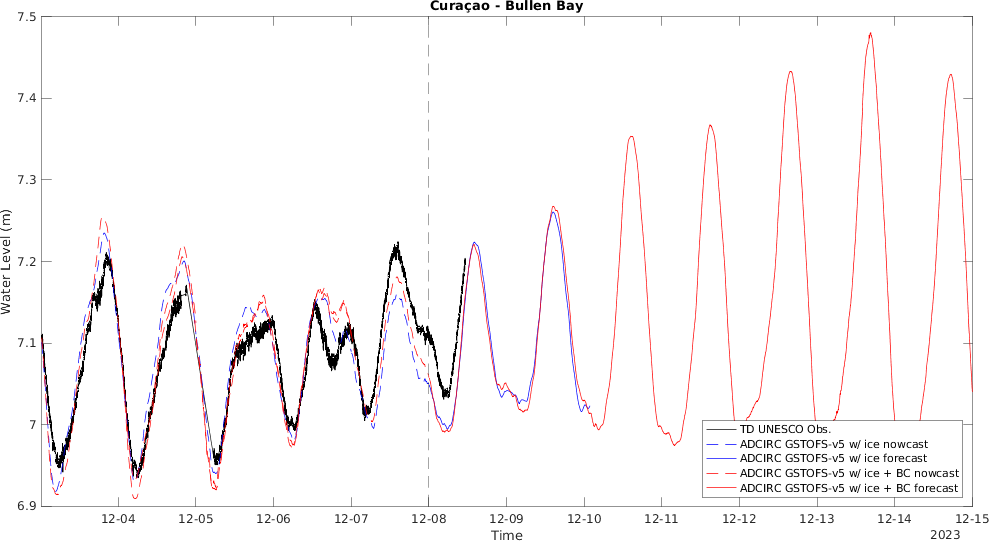 Curaçao - Bullen Bay
Water Level (m)
7.5
7.4
7.3
7.2
7.1
7
6.9
12-04
12-05
12-06
12-07
12-08
12-09
12-10
12-11
12-12
12-13
12-14
12-15
2023
Time
TD UNESCO Obs.
ADCIRC GSTOFS-v5 w/ ice nowcast
ADCIRC GSTOFS-v5 w/ ice forecast
ADCIRC GSTOFS-v5 w/ ice + BC nowcast
ADCIRC GSTOFS-v5 w/ ice + BC forecast